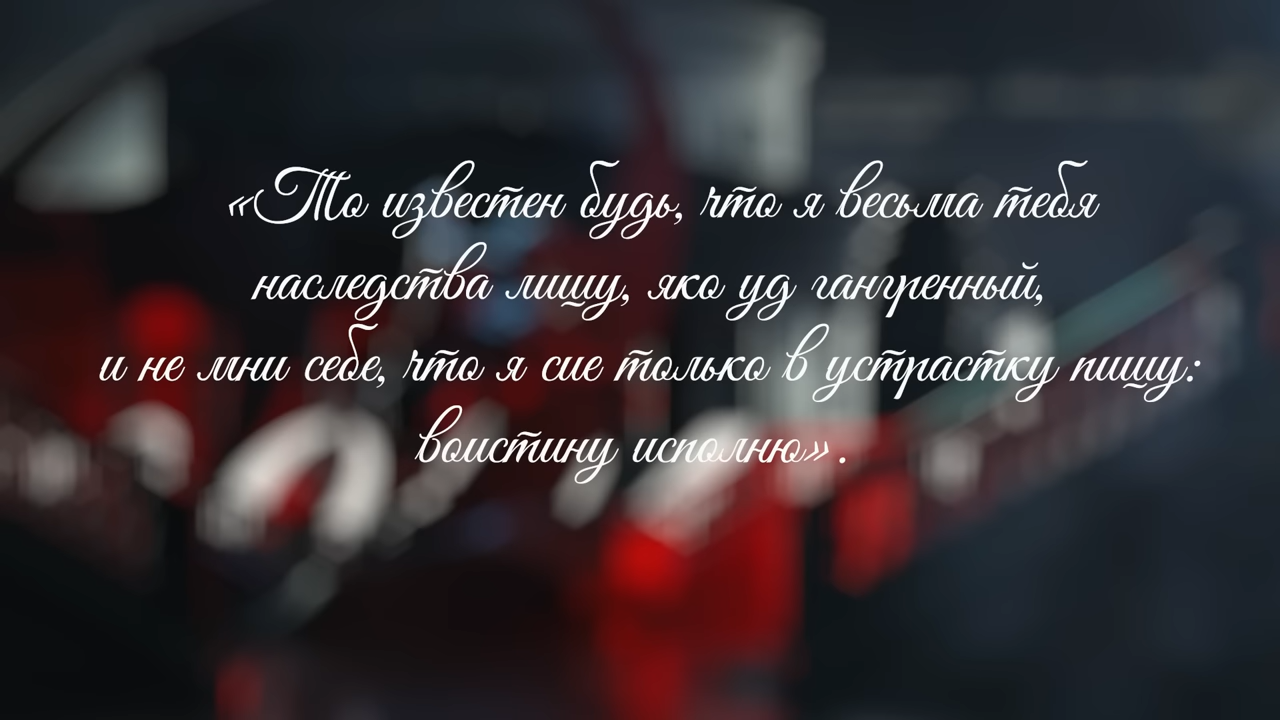 «То известен будь, что я весьма тебя
наследства лишу, яко уд гангренный,
и не мни себе, что я сие только в устрастку пишу:
воистину исполню».